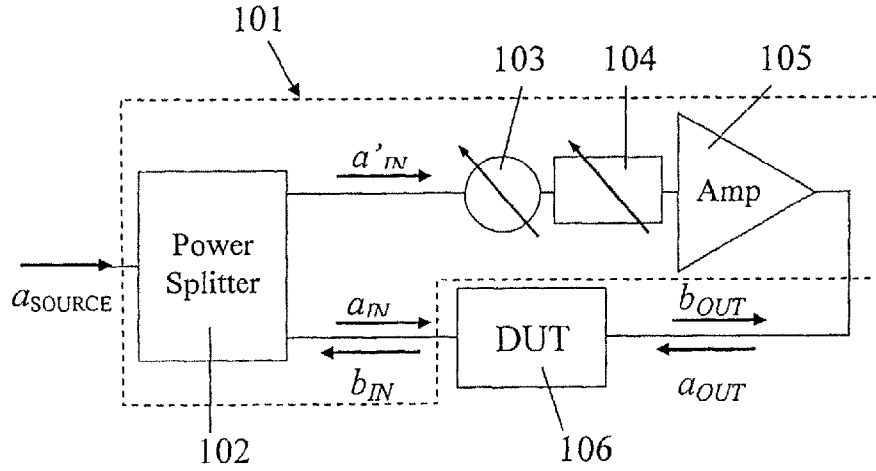 101
103
104
105
a'IN
Amp
Power
Splitter
aSOURCE
aIN
bIN
DUT
bOUT
aOUT
102
106